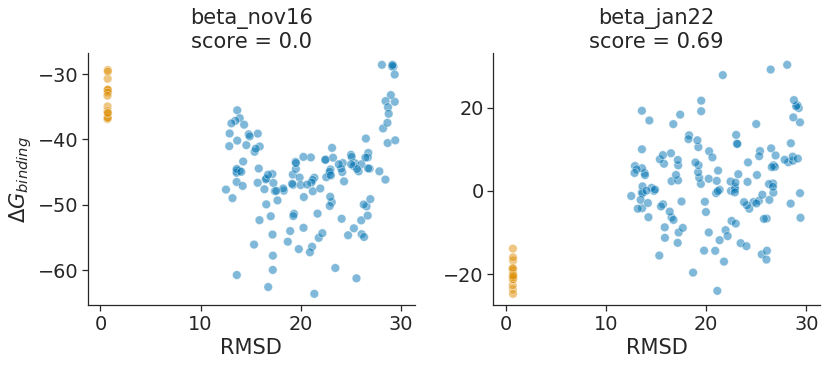 beta_nov16
score = 0.0
ΔG_binding
−30
−40
−50
−60
0 10 20 30
RMSD
beta_jan22
score = 0.69
20
0
−20
0 10 20 30
RMSD